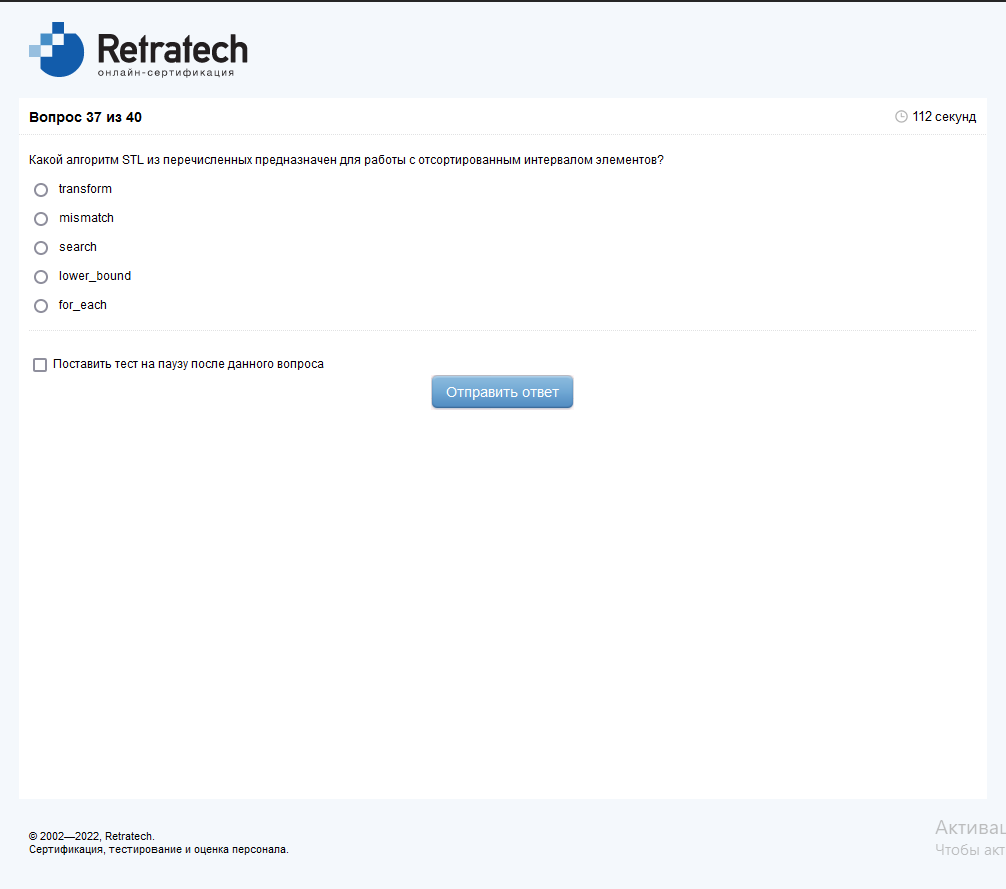 Retratech
онлайн-сертификация
Вопрос 37 из 40
112 секунд
Какой алгоритм STL из перечисленных предназначен для работы с отсортированным интервалом элементов?
transform
mismatch
search
lower_bound
for_each
Поставить тест на паузу после данного вопроса
Отправить ответ
© 2002—2022, Retratech.
Сертификация, тестирование и оценка персонала.
Активац
Чтобы акт